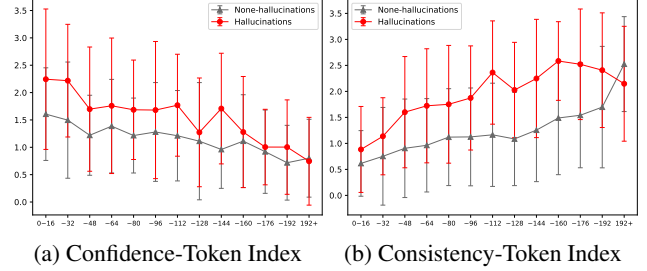 None-hallucinations
Hallucinations
3.5
3.0
2.5
2.0
1.5
1.0
0.5
0.0
0~16 ~32 ~48 ~64 ~80 ~96 ~112 ~128 ~144 ~160 ~176 ~192 192+
(a) Confidence-Token Index
None-hallucinations
Hallucinations
3.5
3.0
2.5
2.0
1.5
1.0
0.5
0.0
0~16 ~32 ~48 ~64 ~80 ~96 ~112 ~128 ~144 ~160 ~176 ~192 192+
(b) Consistency-Token Index